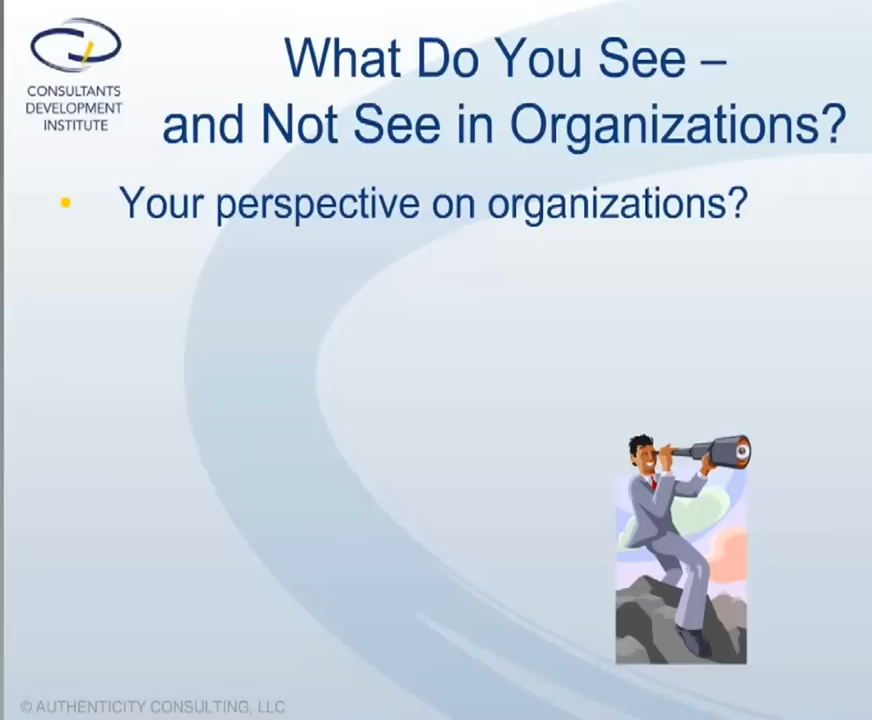 CONSULTANTS
DEVELOPMENT
INSTITUTE
What Do You See –
and Not See in Organizations?
• Your perspective on organizations?
© AUTHENTICITY CONSULTING, LLC